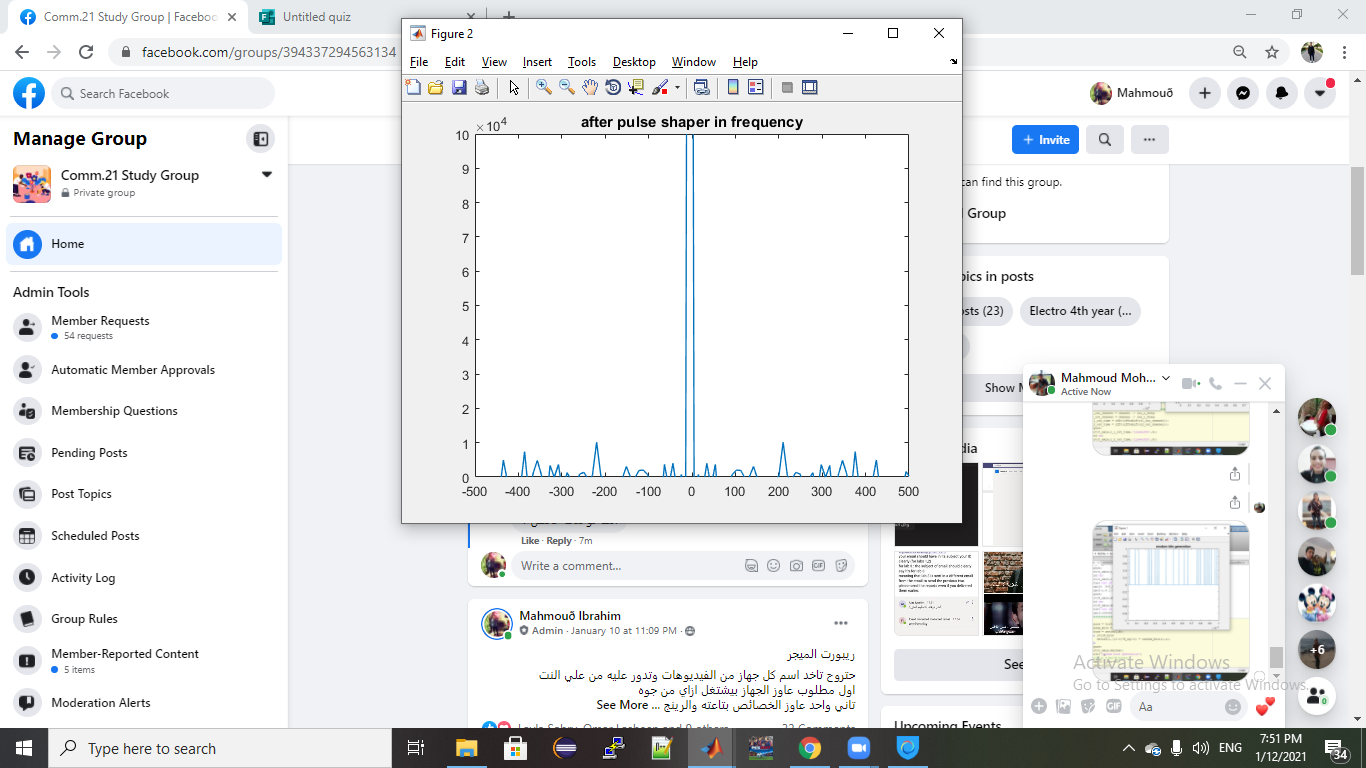 Comm.21 Study Group | Faceboo
Untitled quiz
facebook.com/groups/394337294563134
Search Facebook
Mahmouð
Manage Group
Comm.21 Study Group
Private group
Home
Admin Tools
Member Requests
54 requests
Automatic Member Approvals
Membership Questions
Pending Posts
Post Topics
Scheduled Posts
Activity Log
Group Rules
Member-Reported Content
5 items
Moderation Alerts
Figure 2
File Edit View Insert Tools Desktop Window Help
after pulse shaper in frequency
×10⁴
10
9
8
7
6
5
4
3
2
1
0
-500 -400 -300 -200 -100 0 100 200 300 400 500
Invite
can find this group.
Group
pics in posts
sts (23)
Electro 4th year (...
Show M
dia
See
Upcoming Events
Like · Reply · 7m
Write a comment...
GIF
Mahmouð Ibrahim
Admin · January 10 at 11:09 PM ·
ريبورت الميجر
حتروح تاخد اسم كل جهاز من الفيديوهات وتدور عليه من علي النت
اول مطلوب عاوز الجهاز بيشتغل ازاي من جوه
تاني واحد عاوز الخصائص بتاعته والرينج ... See More
Mahmoud Moh...
Active Now
GIF
Aa
+6
0
Activate Windows
Go to Settings to activate Windows.
Type here to search
ENG
7:51 PM
1/12/2021
34